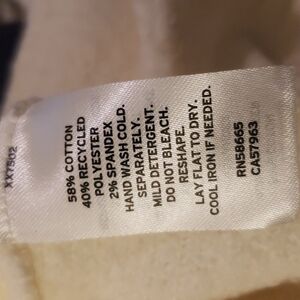 58% COTTON
40% RECYCLED
POLYESTER
2% SPANDEX
HAND WASH COLD.
SEPARATELY.
MILD DETERGENT.
DO NOT BLEACH.
RESHAPE.
LAY FLAT TO DRY.
COOL IRON IF NEEDED.
RN58665
CA57963